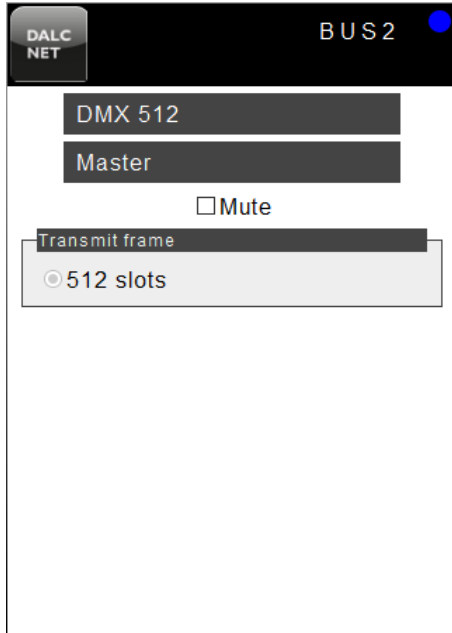 DALC
NET
BUS2
DMX 512
Master
Mute
Transmit frame
512 slots